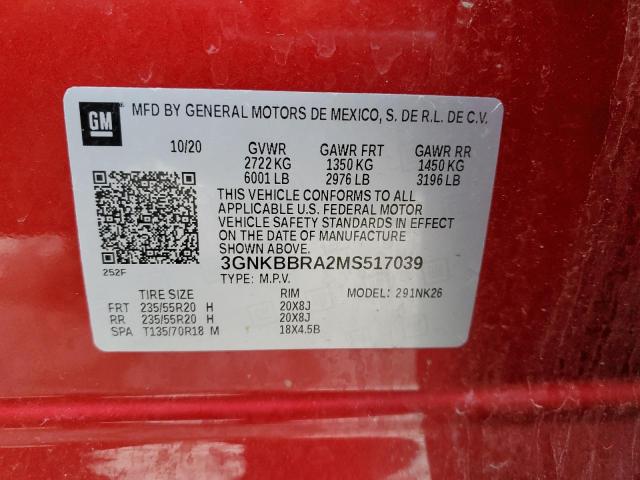 GM
MFD BY GENERAL MOTORS DE MEXICO, S. DE R.L. DE C.V.
10/20 GVWR GAWR FRT GAWR RR
2722 KG 1350 KG 1450 KG
6001 LB 2976 LB 3196 LB
THIS VEHICLE CONFORMS TO ALL
APPLICABLE U.S. FEDERAL MOTOR
VEHICLE SAFETY STANDARDS IN EFFECT
ON THE DATE OF MANUFACTURE SHOWN ABOVE.
3GNKBBRA2MS517039
252F
TYPE: M.P.V.
TIRE SIZE RIM MODEL: 291NK26
FRT 235/55R20 H 20X8J
RR 235/55R20 H 20X8J
SPA T135/70R18 M 18X4.5B